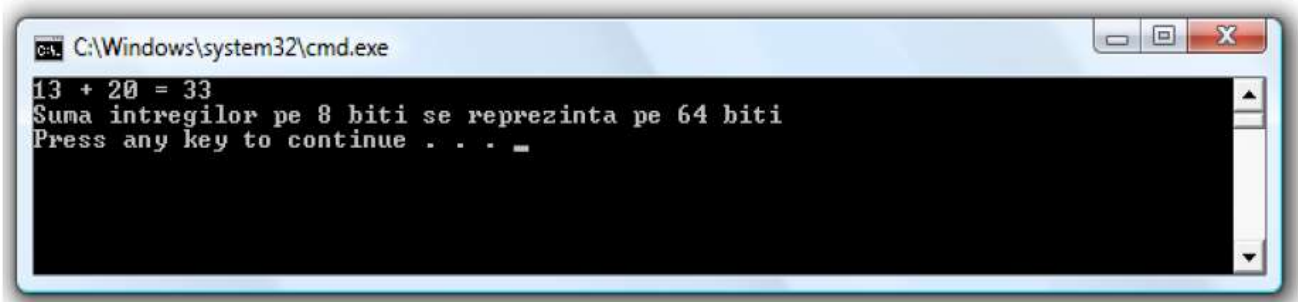 C:\Windows\system32\cmd.exe
13 + 20 = 33
Suma intregilor pe 8 biti se reprezinta pe 64 biti
Press any key to continue . . . _